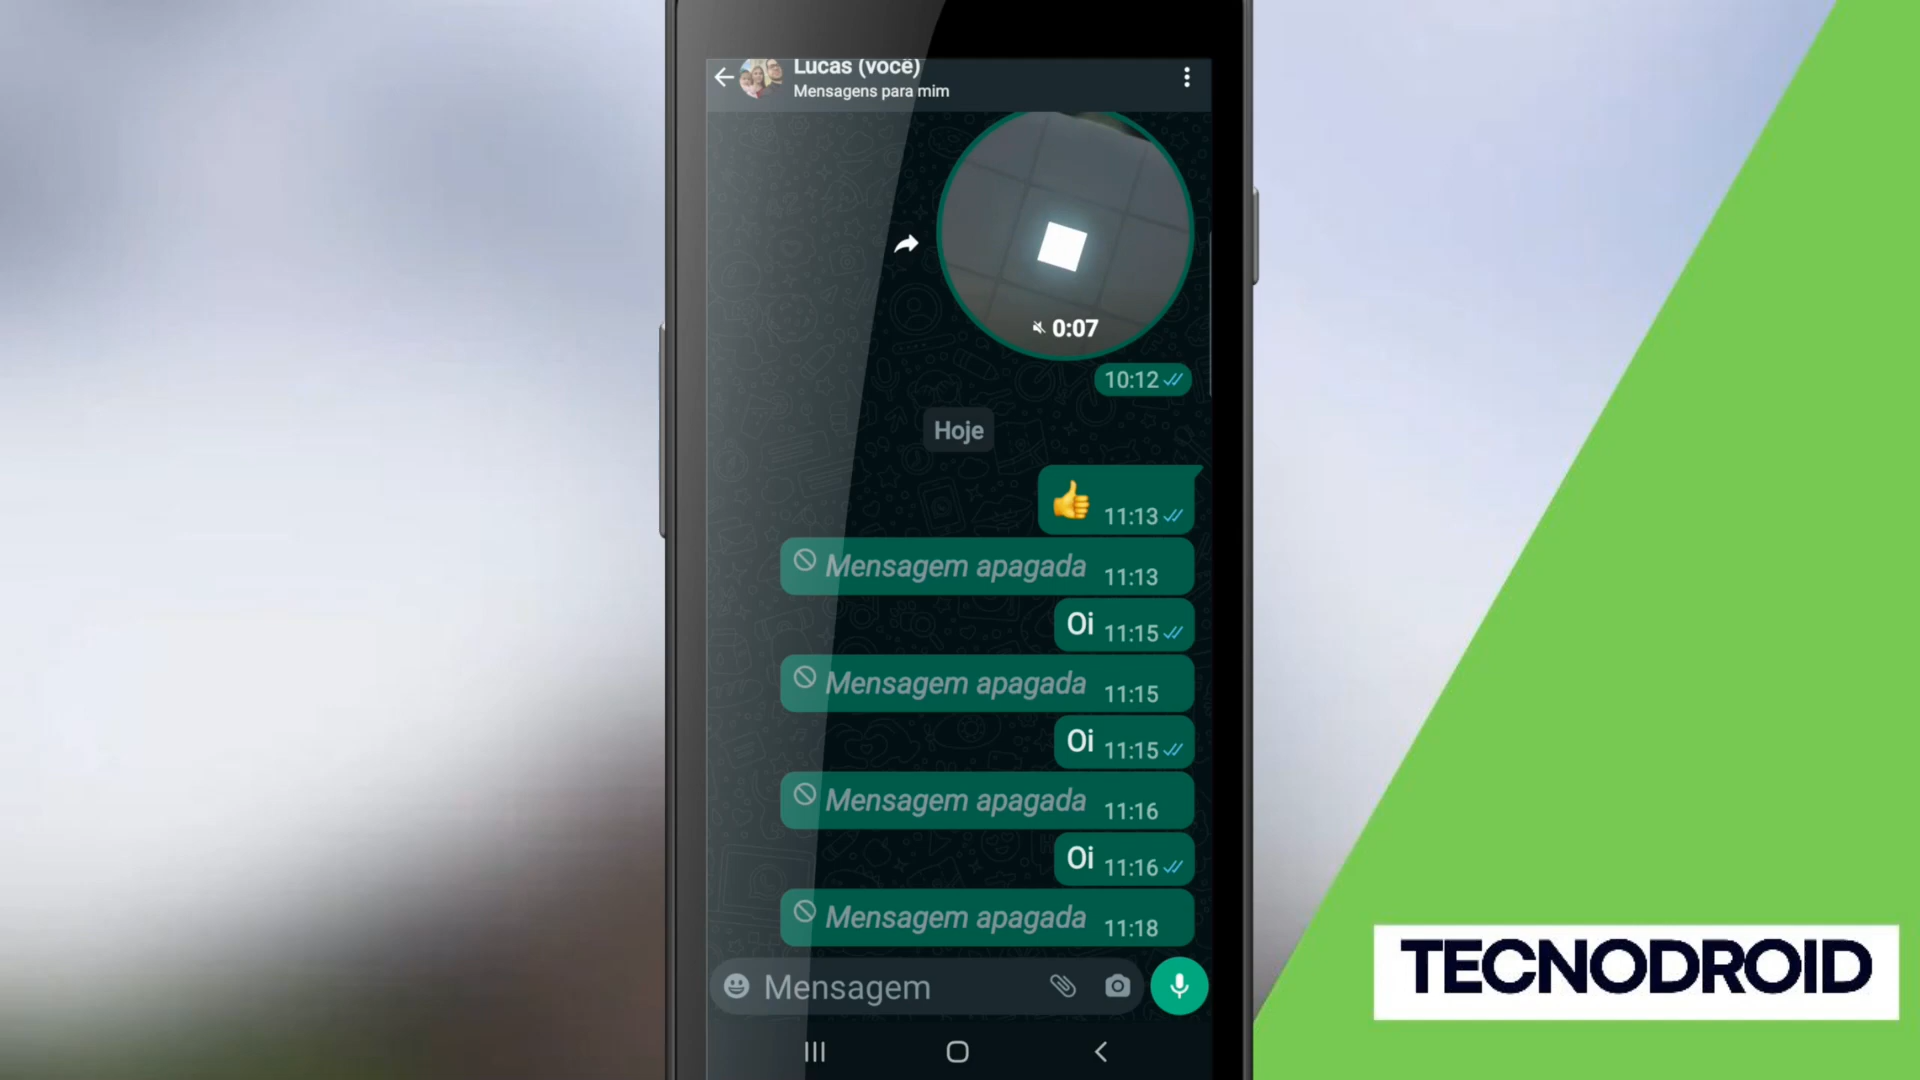 Lucas (você)
Mensagens para mim
0:07
10:12
Hoje
👍 11:13
Mensagem apagada 11:13
Oi 11:15
Mensagem apagada 11:15
Oi 11:15
Mensagem apagada 11:16
Oi 11:16
Mensagem apagada 11:18
Mensagem
TECNODROID